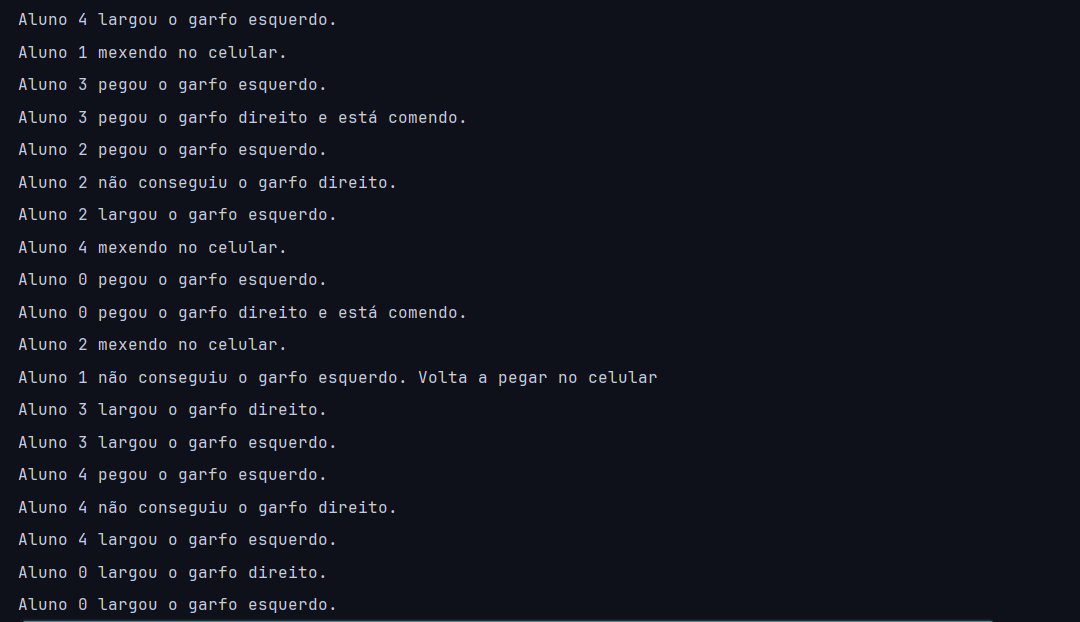 Aluno 4 largou o garfo esquerdo.
Aluno 1 mexendo no celular.
Aluno 3 pegou o garfo esquerdo.
Aluno 3 pegou o garfo direito e está comendo.
Aluno 2 pegou o garfo esquerdo.
Aluno 2 não conseguiu o garfo direito.
Aluno 2 largou o garfo esquerdo.
Aluno 4 mexendo no celular.
Aluno 0 pegou o garfo esquerdo.
Aluno 0 pegou o garfo direito e está comendo.
Aluno 2 mexendo no celular.
Aluno 1 não conseguiu o garfo esquerdo. Volta a pegar no celular
Aluno 3 largou o garfo direito.
Aluno 3 largou o garfo esquerdo.
Aluno 4 pegou o garfo esquerdo.
Aluno 4 não conseguiu o garfo direito.
Aluno 4 largou o garfo esquerdo.
Aluno 0 largou o garfo direito.
Aluno 0 largou o garfo esquerdo.